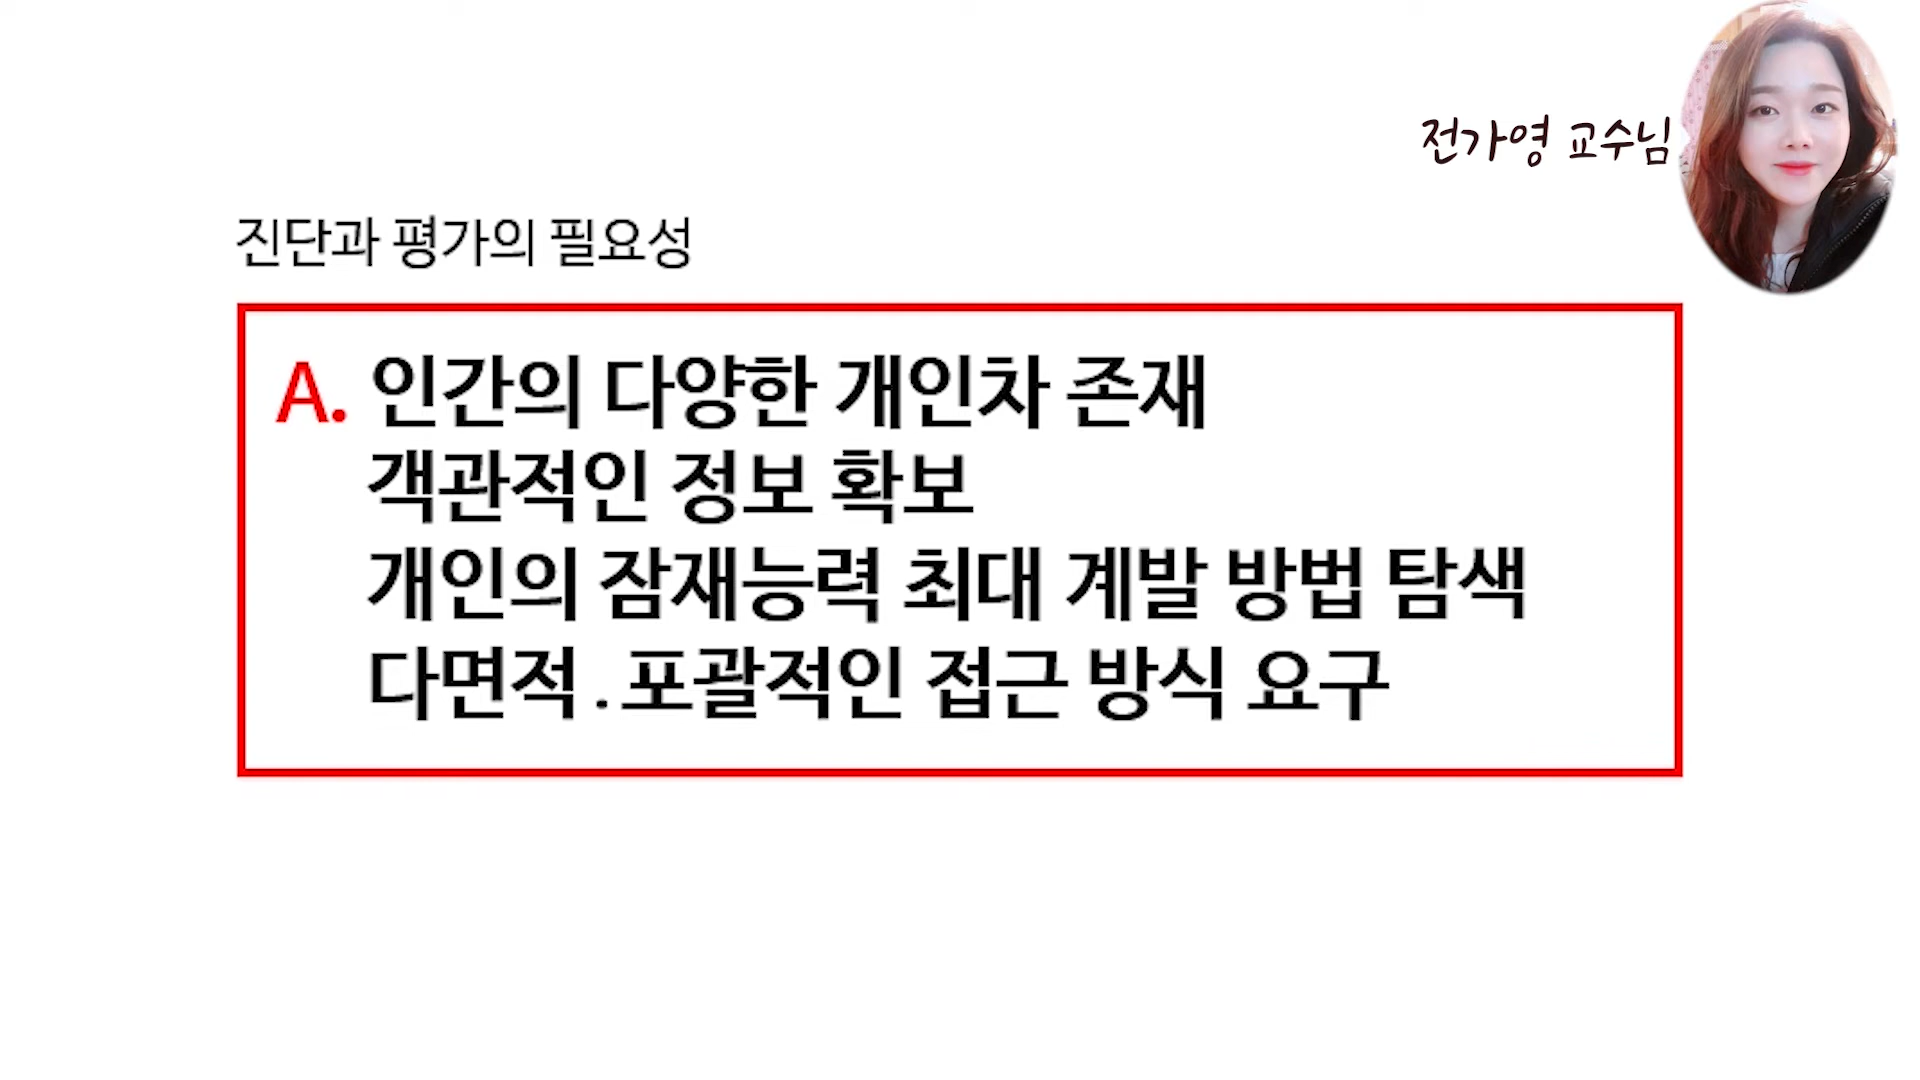 전가영 교수님
진단과 평가의 필요성
A. 인간의 다양한 개인차 존재
객관적인 정보 확보
개인의 잠재능력 최대 계발 방법 탐색
다면적 . 포괄적인 접근 방식 요구